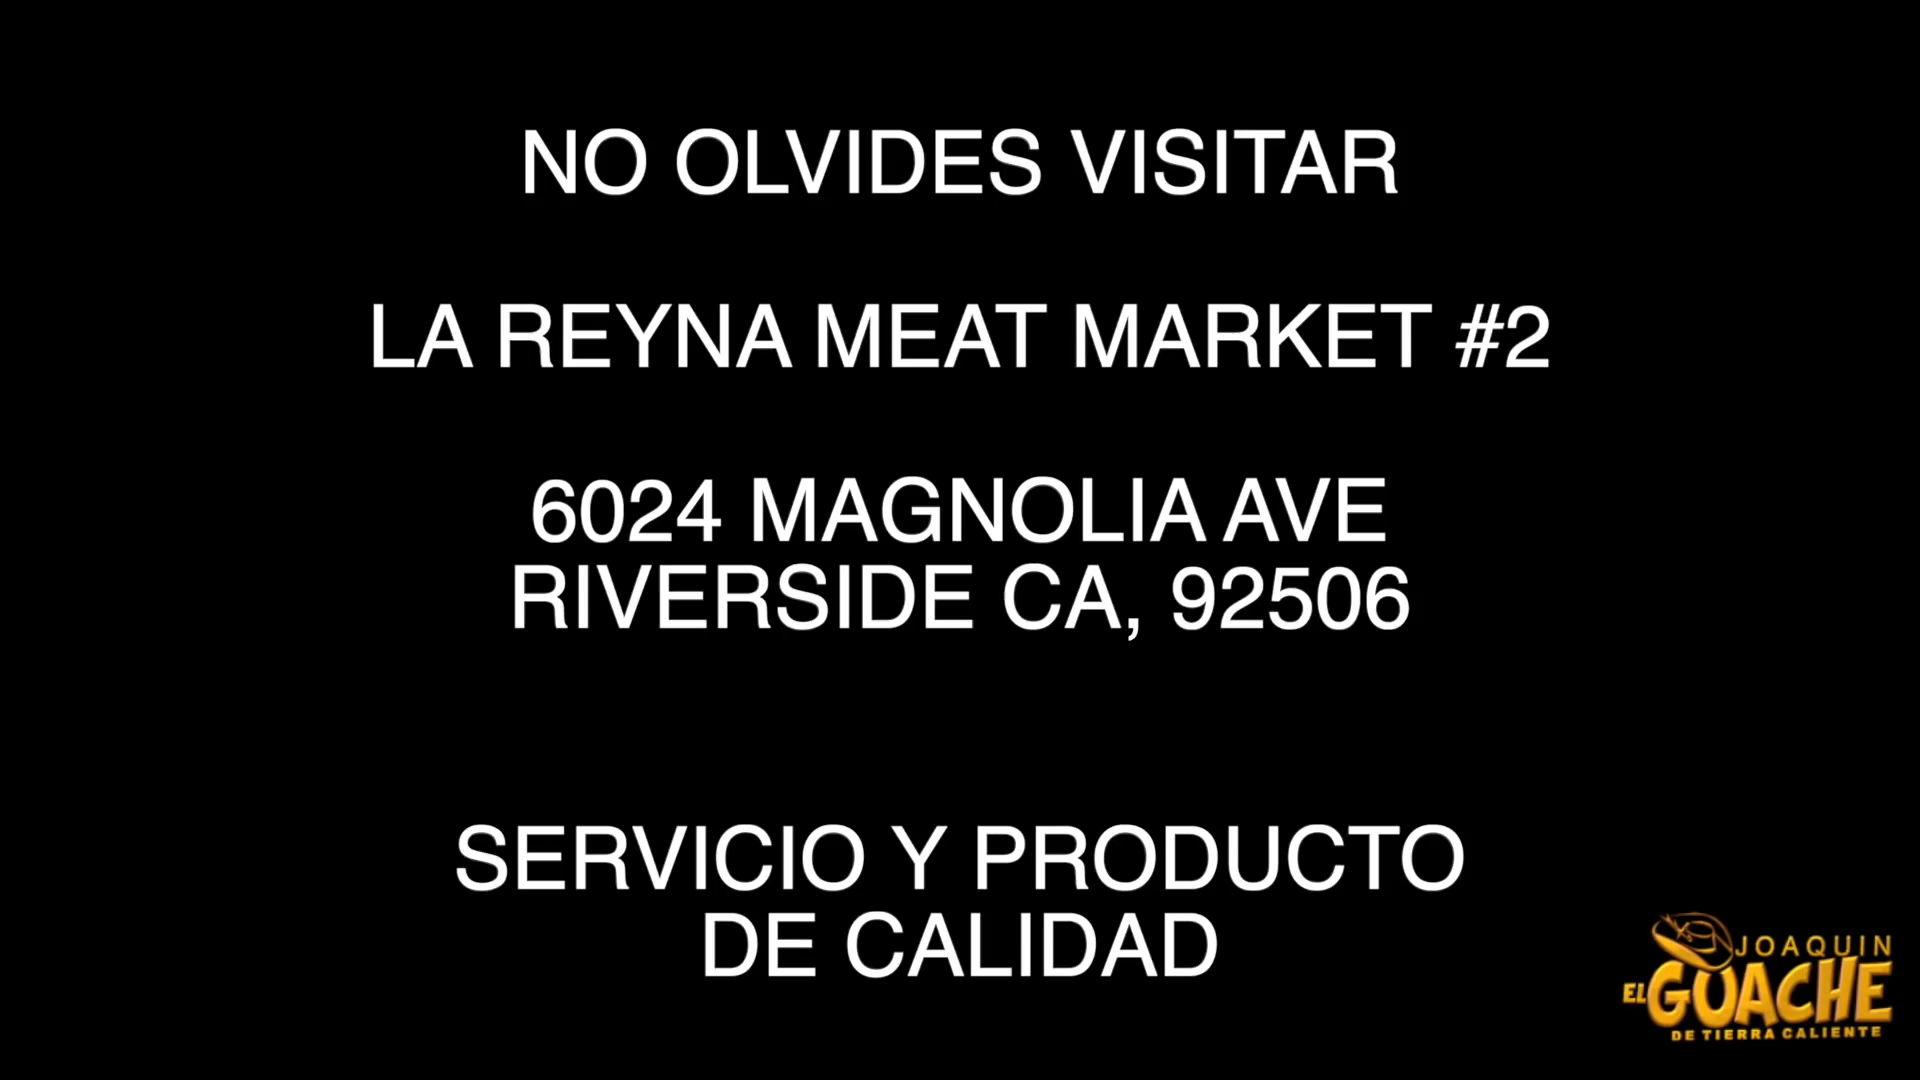 NO OLVIDES VISITAR
LA REYNA MEAT MARKET #2
6024 MAGNOLIA AVE
RIVERSIDE CA, 92506
SERVICIO Y PRODUCTO
DE CALIDAD
JOAQUIN
EL GUACHE
DE TIERRA CALIENTE